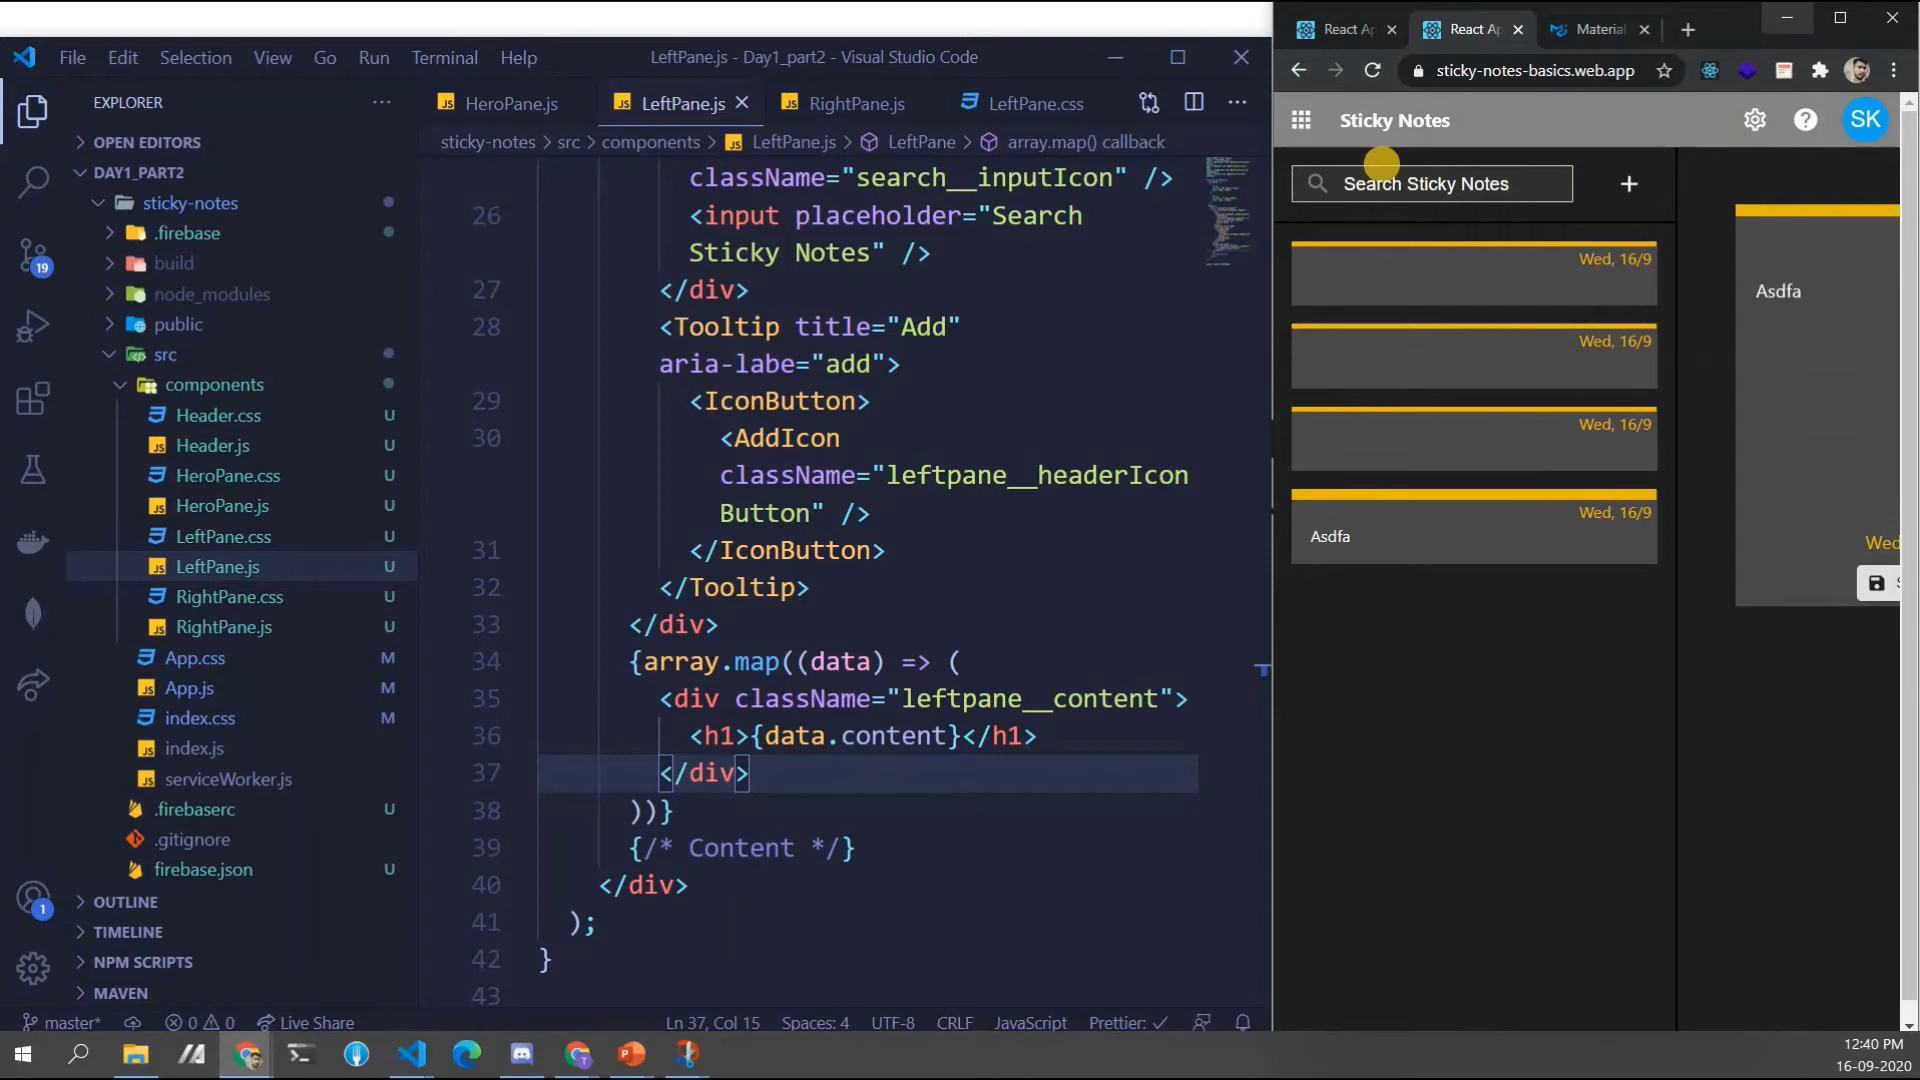 File Edit Selection View Go Run Terminal Help
LeftPane.js - Day1_part2 - Visual Studio Code
EXPLORER
OPEN EDITORS
DAY1_PART2
sticky-notes
.firebase
build
node_modules
public
src
components
Header.css U
Header.js U
HeroPane.css U
HeroPane.js U
LeftPane.css U
LeftPane.js U
RightPane.css U
RightPane.js U
App.css M
App.js M
index.css M
index.js
serviceWorker.js
.firebaserc U
.gitignore
firebase.json U
OUTLINE
TIMELINE
NPM SCRIPTS
MAVEN
19
1
HeroPane.js LeftPane.js RightPane.js LeftPane.css
sticky-notes > src > components > LeftPane.js > LeftPane > array.map() callback
className="search__inputIcon" />
26 <input placeholder="Search
Sticky Notes" />
27 </div>
28 <Tooltip title="Add"
aria-labe="add">
29 <IconButton>
30 <AddIcon
className="leftpane__headerIcon
Button" />
31 </IconButton>
32 </Tooltip>
33 </div>
34 {array.map((data) => (
35 <div className="leftpane__content">
36 <h1>{data.content}</h1>
37 </div>
38 ))}
39 {/* Content */}
40 </div>
41 );
42 }
43
master* 0 0 Live Share
Ln 37, Col 15 Spaces: 4 UTF-8 CRLF JavaScript Prettier: ✓
React Ap React Ap Material
sticky-notes-basics.web.app
Sticky Notes
SK
Search Sticky Notes
Wed, 16/9
Wed, 16/9
Wed, 16/9
Wed, 16/9
Asdfa
Asdfa
Wed
12:40 PM
16-09-2020